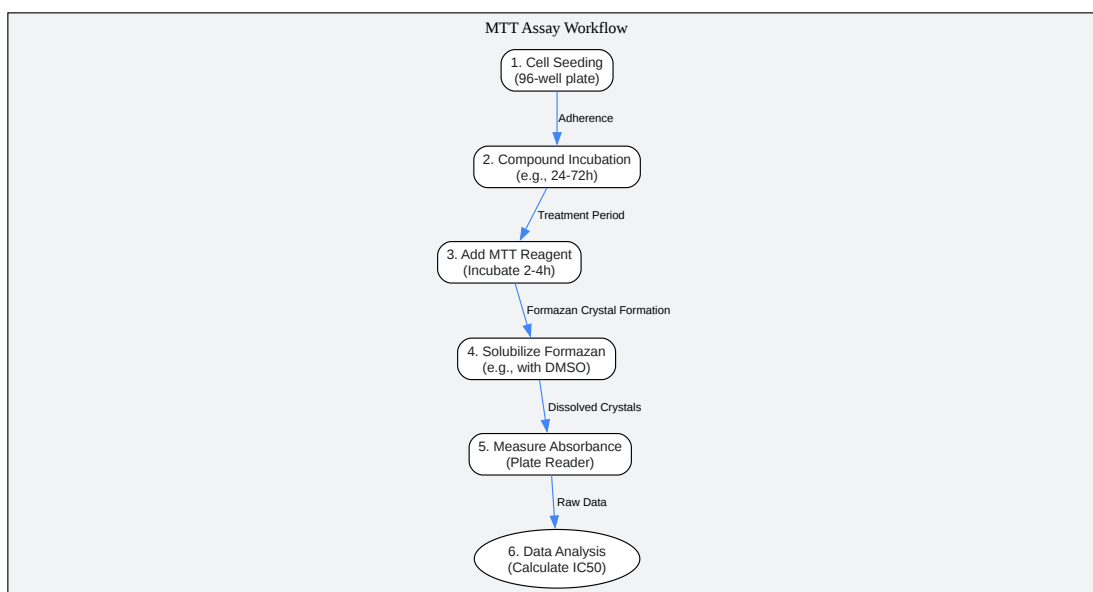 MTT Assay Workflow
1. Cell Seeding
(96-well plate)
Adherence
2. Compound Incubation
(e.g., 24-72h)
Treatment Period
3. Add MTT Reagent
(Incubate 2-4h)
Formazan Crystal Formation
4. Solubilize Formazan
(e.g., with DMSO)
Dissolved Crystals
5. Measure Absorbance
(Plate Reader)
Raw Data
6. Data Analysis
(Calculate IC50)